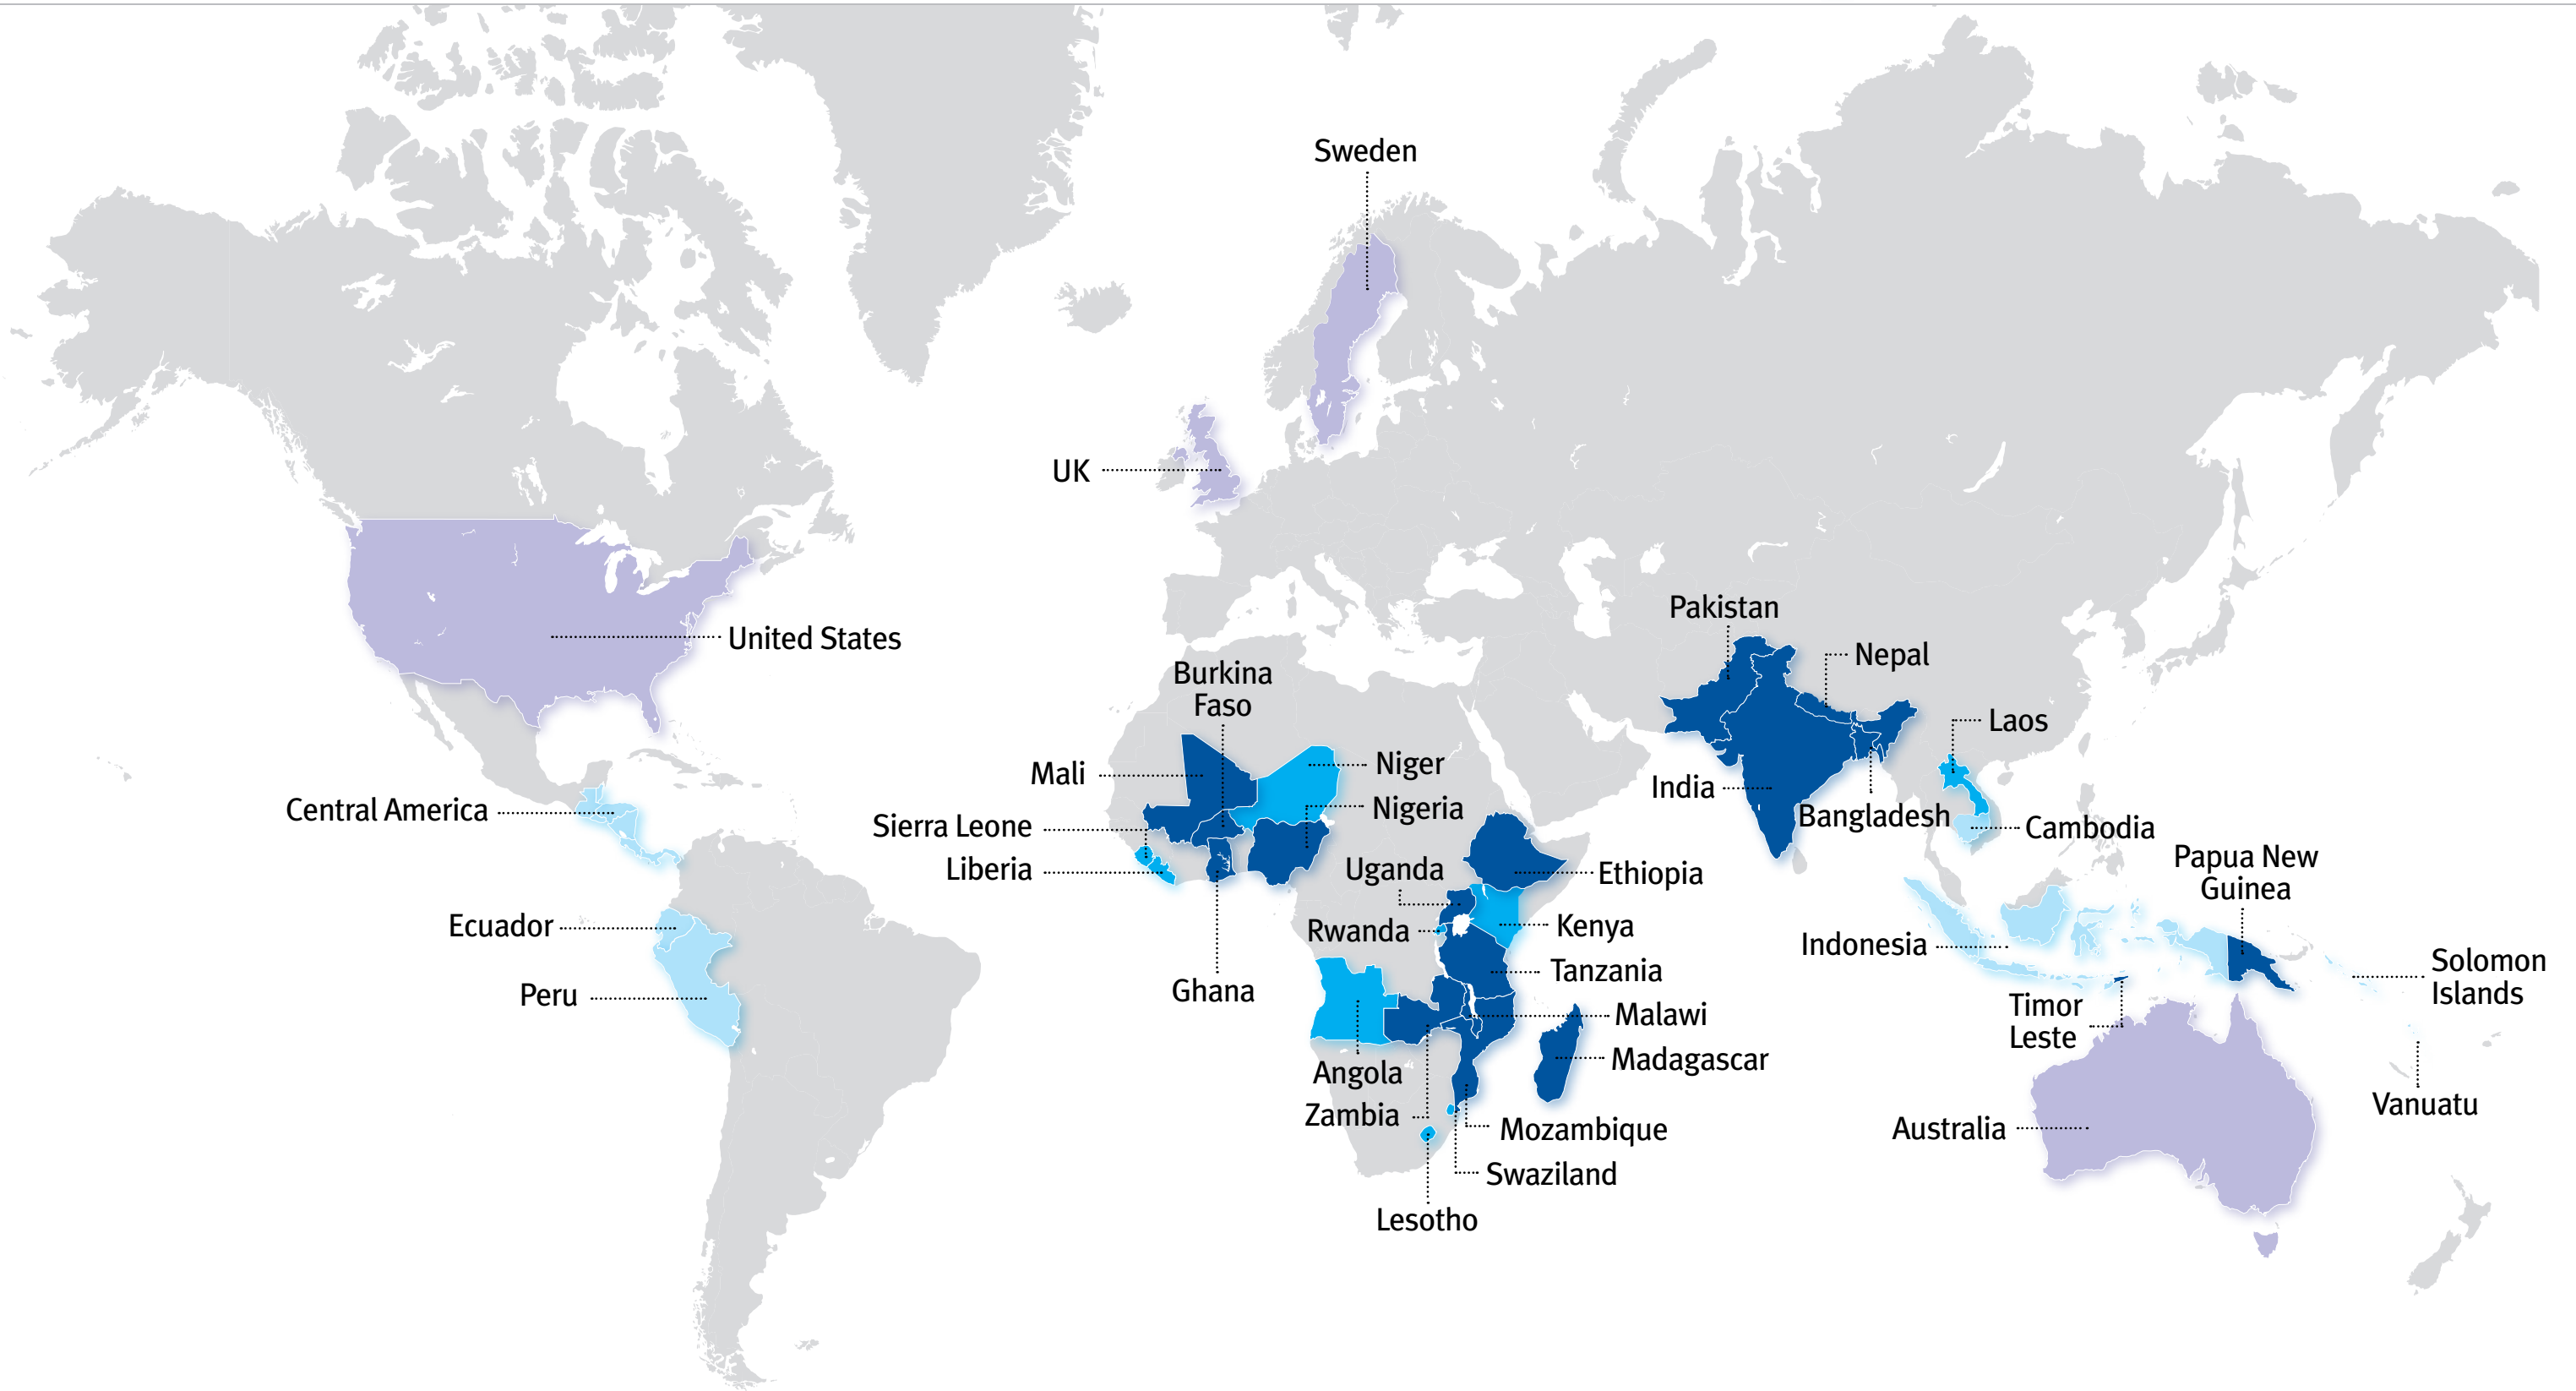 Sweden
UK
United States
Central America
Ecuador
Peru
Burkina
Faso
Mali
Niger
Nigeria
Sierra Leone
Liberia
Ghana
Uganda
Ethiopia
Rwanda
Kenya
Tanzania
Malawi
Madagascar
Angola
Zambia
Mozambique
Swaziland
Lesotho
Pakistan
Nepal
India
Bangladesh
Laos
Cambodia
Papua New
Guinea
Indonesia
Solomon
Islands
Timor
Leste
Vanuatu
Australia